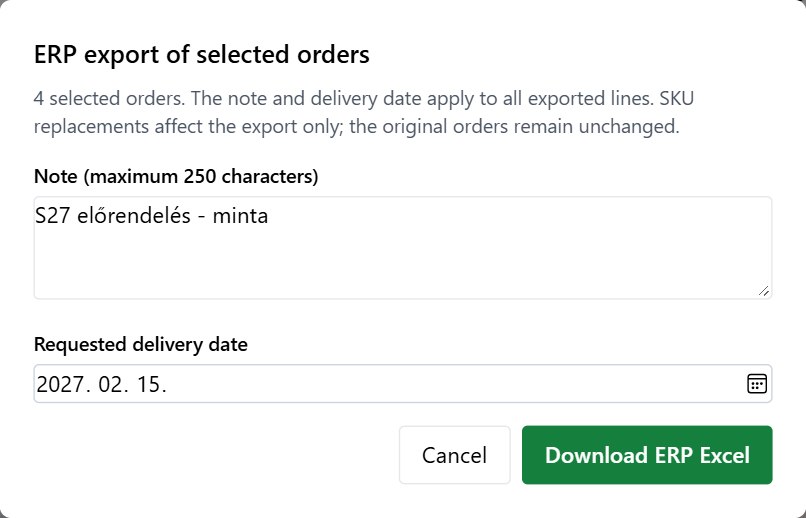 ERP export of selected orders
4 selected orders. The note and delivery date apply to all exported lines. SKU
replacements affect the export only; the original orders remain unchanged.
Note (maximum 250 characters)
S27 előrendelés - minta
Requested delivery date
2027. 02. 15.
Cancel
Download ERP Excel